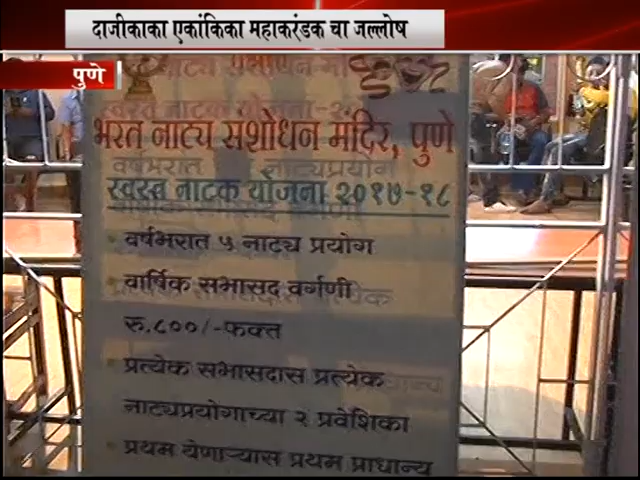 दाजीकाका एकांकिका महाकरंडक चा जल्लोष
पुणे
भरत नाट्य संशोधन मंदिर, पुणे
स्वस्त नाटक योजना २०१७-१८
वर्षभरात ५ नाट्य प्रयोग
वार्षिक सभासद वर्गणी
रु.८००/-फक्त
प्रत्येक सभासदास प्रत्येक
नाट्यप्रयोगाच्या २ प्रवेशिका
प्रथम येणाऱ्यास प्रथम प्राधान्य